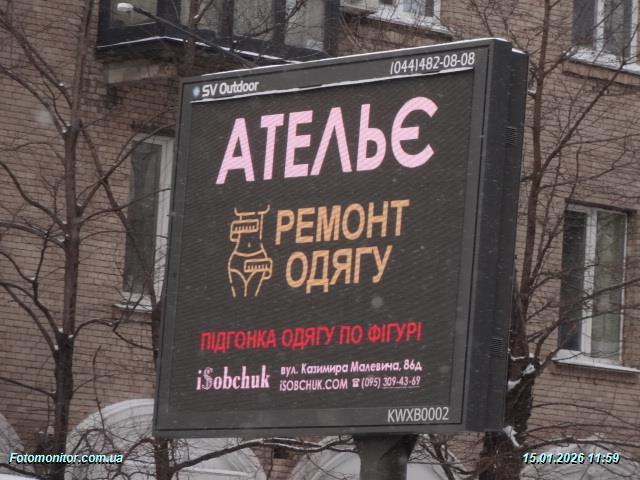 SV Outdoor
(044)482-08-08
АТЕЛЬЄ
РЕМОНТ
ОДЯГУ
ПІДГОНКА ОДЯГУ ПО ФІГУРІ
iSobchuk
вул. Казимира Малевича, 86д
iSOBCHUK.COM ☎(095) 309-43-69
KWXB0002
Fotomonitor.com.ua
15.01.2026 11:59